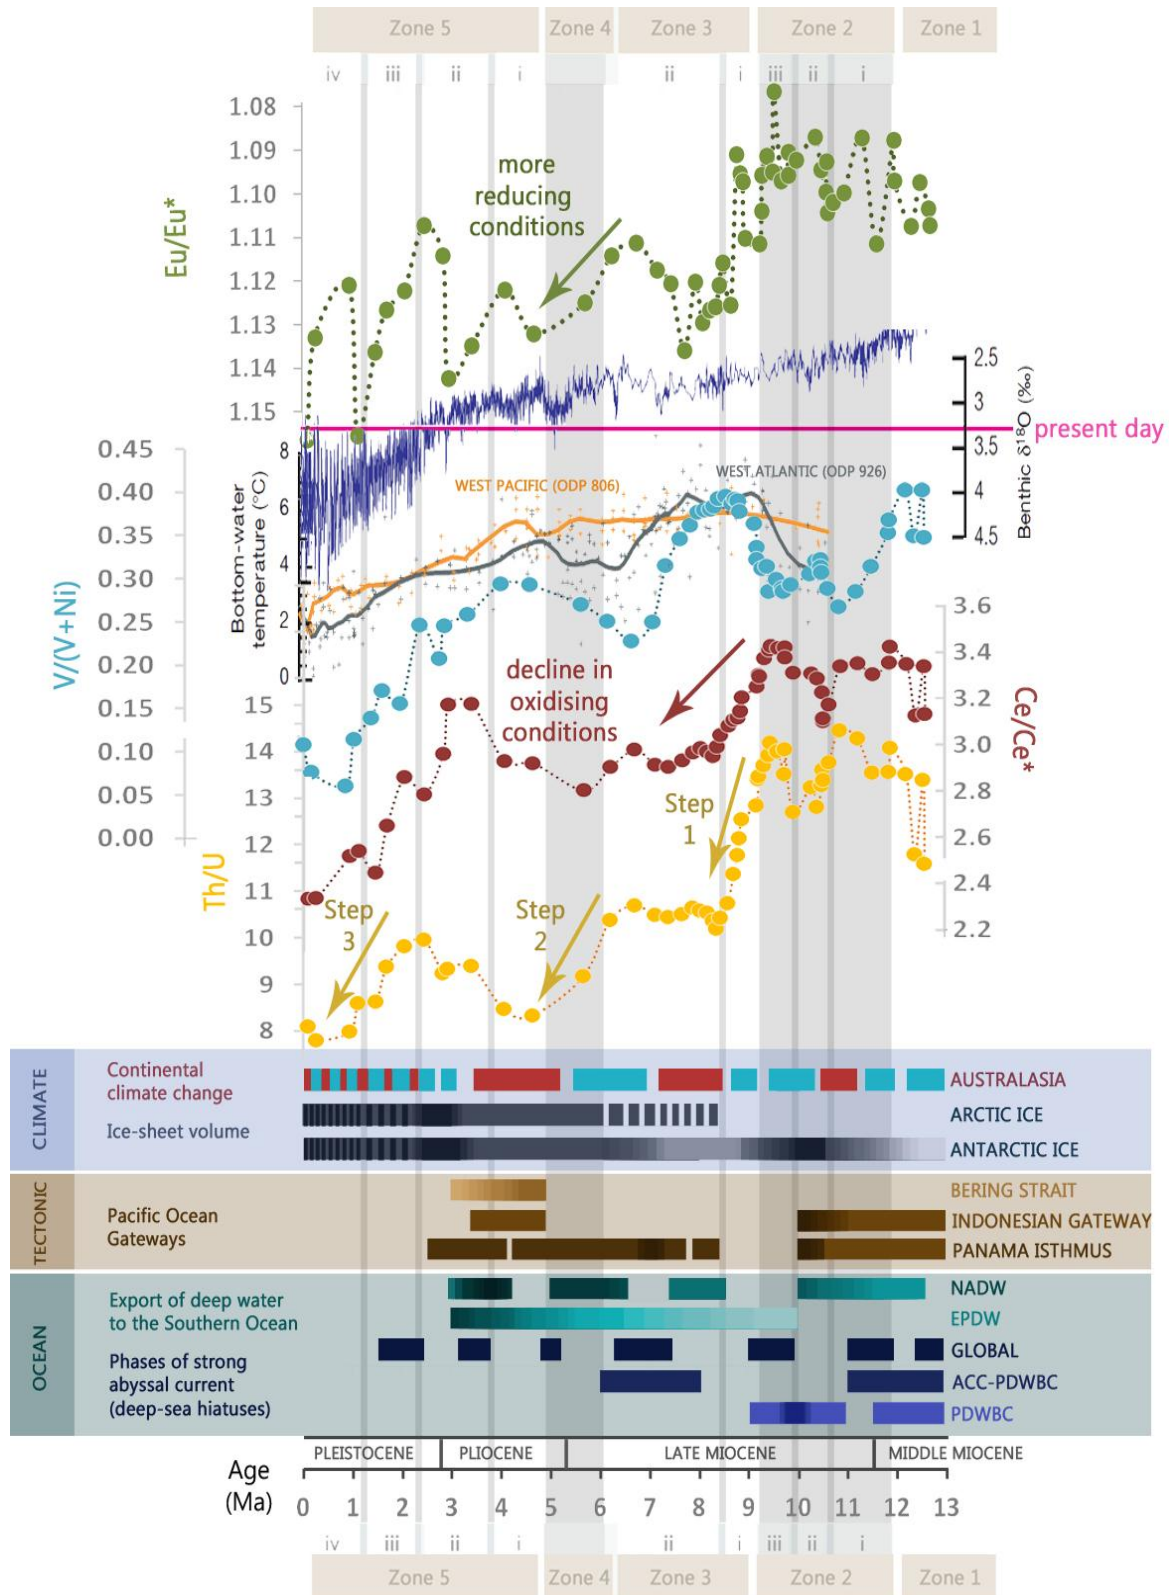 Zone 5 Zone 4 Zone 3 Zone 2 Zone 1
iv iii ii i ii i iii ii i
1.08
1.09
1.10
1.11
1.12
1.13
1.14
1.15
Eu/Eu*
more
reducing
conditions
2.5
3
3.5
4
4.5
Benthic δ¹⁸O (‰)
present day
0.45
0.40
0.35
0.30
0.25
0.20
0.15
0.10
0.05
0.00
V/(V+Ni)
8
6
4
2
0
Bottom-water
temperature (°C)
WEST PACIFIC (ODP 806)
WEST ATLANTIC (ODP 926)
3.6
3.4
3.2
3.0
2.8
2.6
2.4
2.2
Ce/Ce*
decline in
oxidising
conditions
15
14
13
12
11
10
9
8
Th/U
Step
1
Step
2
Step
3
CLIMATE
Continental
climate change
Ice-sheet volume
AUSTRALASIA
ARCTIC ICE
ANTARCTIC ICE
TECTONIC
Pacific Ocean
Gateways
BERING STRAIT
INDONESIAN GATEWAY
PANAMA ISTHMUS
OCEAN
Export of deep water
to the Southern Ocean
Phases of strong
abyssal current
(deep-sea hiatuses)
NADW
EPDW
GLOBAL
ACC-PDWBC
PDWBC
PLEISTOCENE PLIOCENE LATE MIOCENE MIDDLE MIOCENE
Age
(Ma)
0 1 2 3 4 5 6 7 8 9 10 11 12 13
iv iii ii i ii i iii ii i
Zone 5 Zone 4 Zone 3 Zone 2 Zone 1